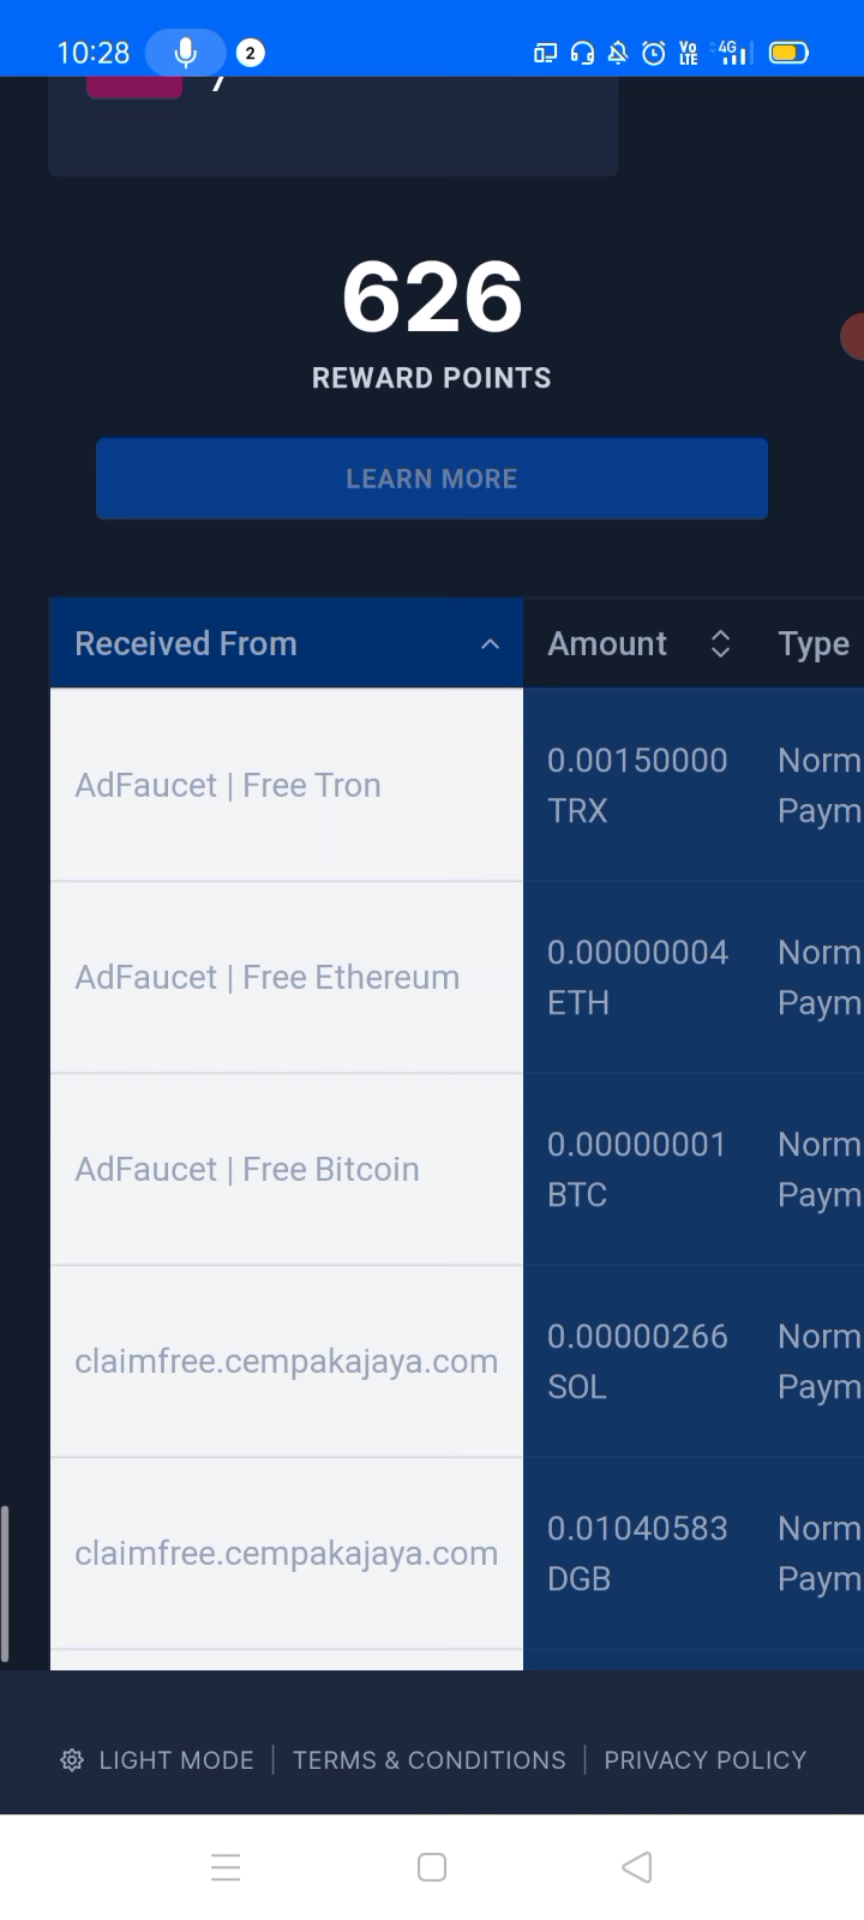 10:28
2
Vo LTE
4G
626
REWARD POINTS
LEARN MORE
Received From
Amount
Type
AdFaucet | Free Tron
0.00150000
TRX
Norm
Paym
AdFaucet | Free Ethereum
0.00000004
ETH
Norm
Paym
AdFaucet | Free Bitcoin
0.00000001
BTC
Norm
Paym
claimfree.cempakajaya.com
0.00000266
SOL
Norm
Paym
claimfree.cempakajaya.com
0.01040583
DGB
Norm
Paym
LIGHT MODE | TERMS & CONDITIONS | PRIVACY POLICY